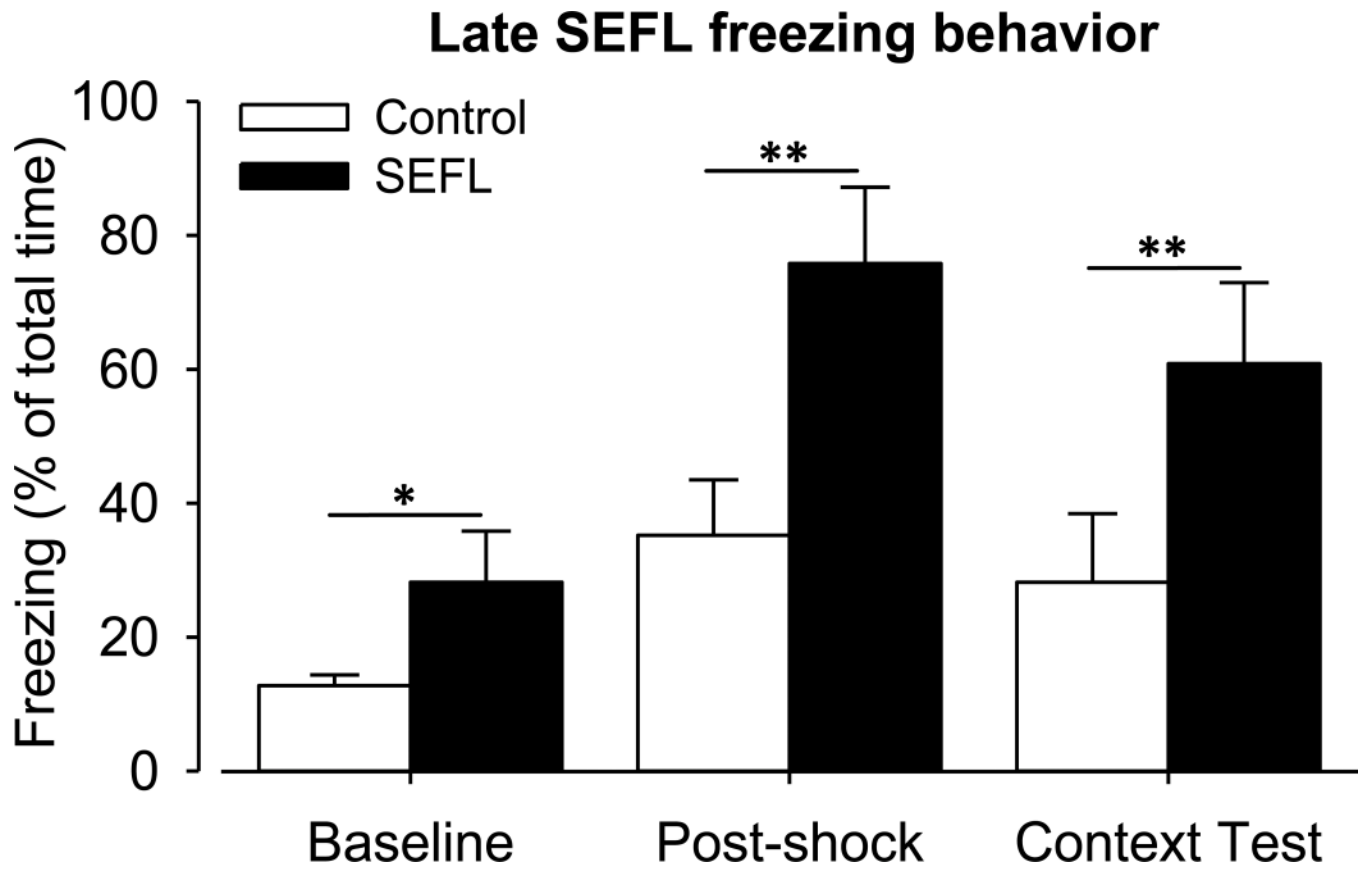 Late SEFL freezing behavior
Control
SEFL
Freezing (% of total time)
100
80
60
40
20
0
*
**
**
Baseline
Post-shock
Context Test